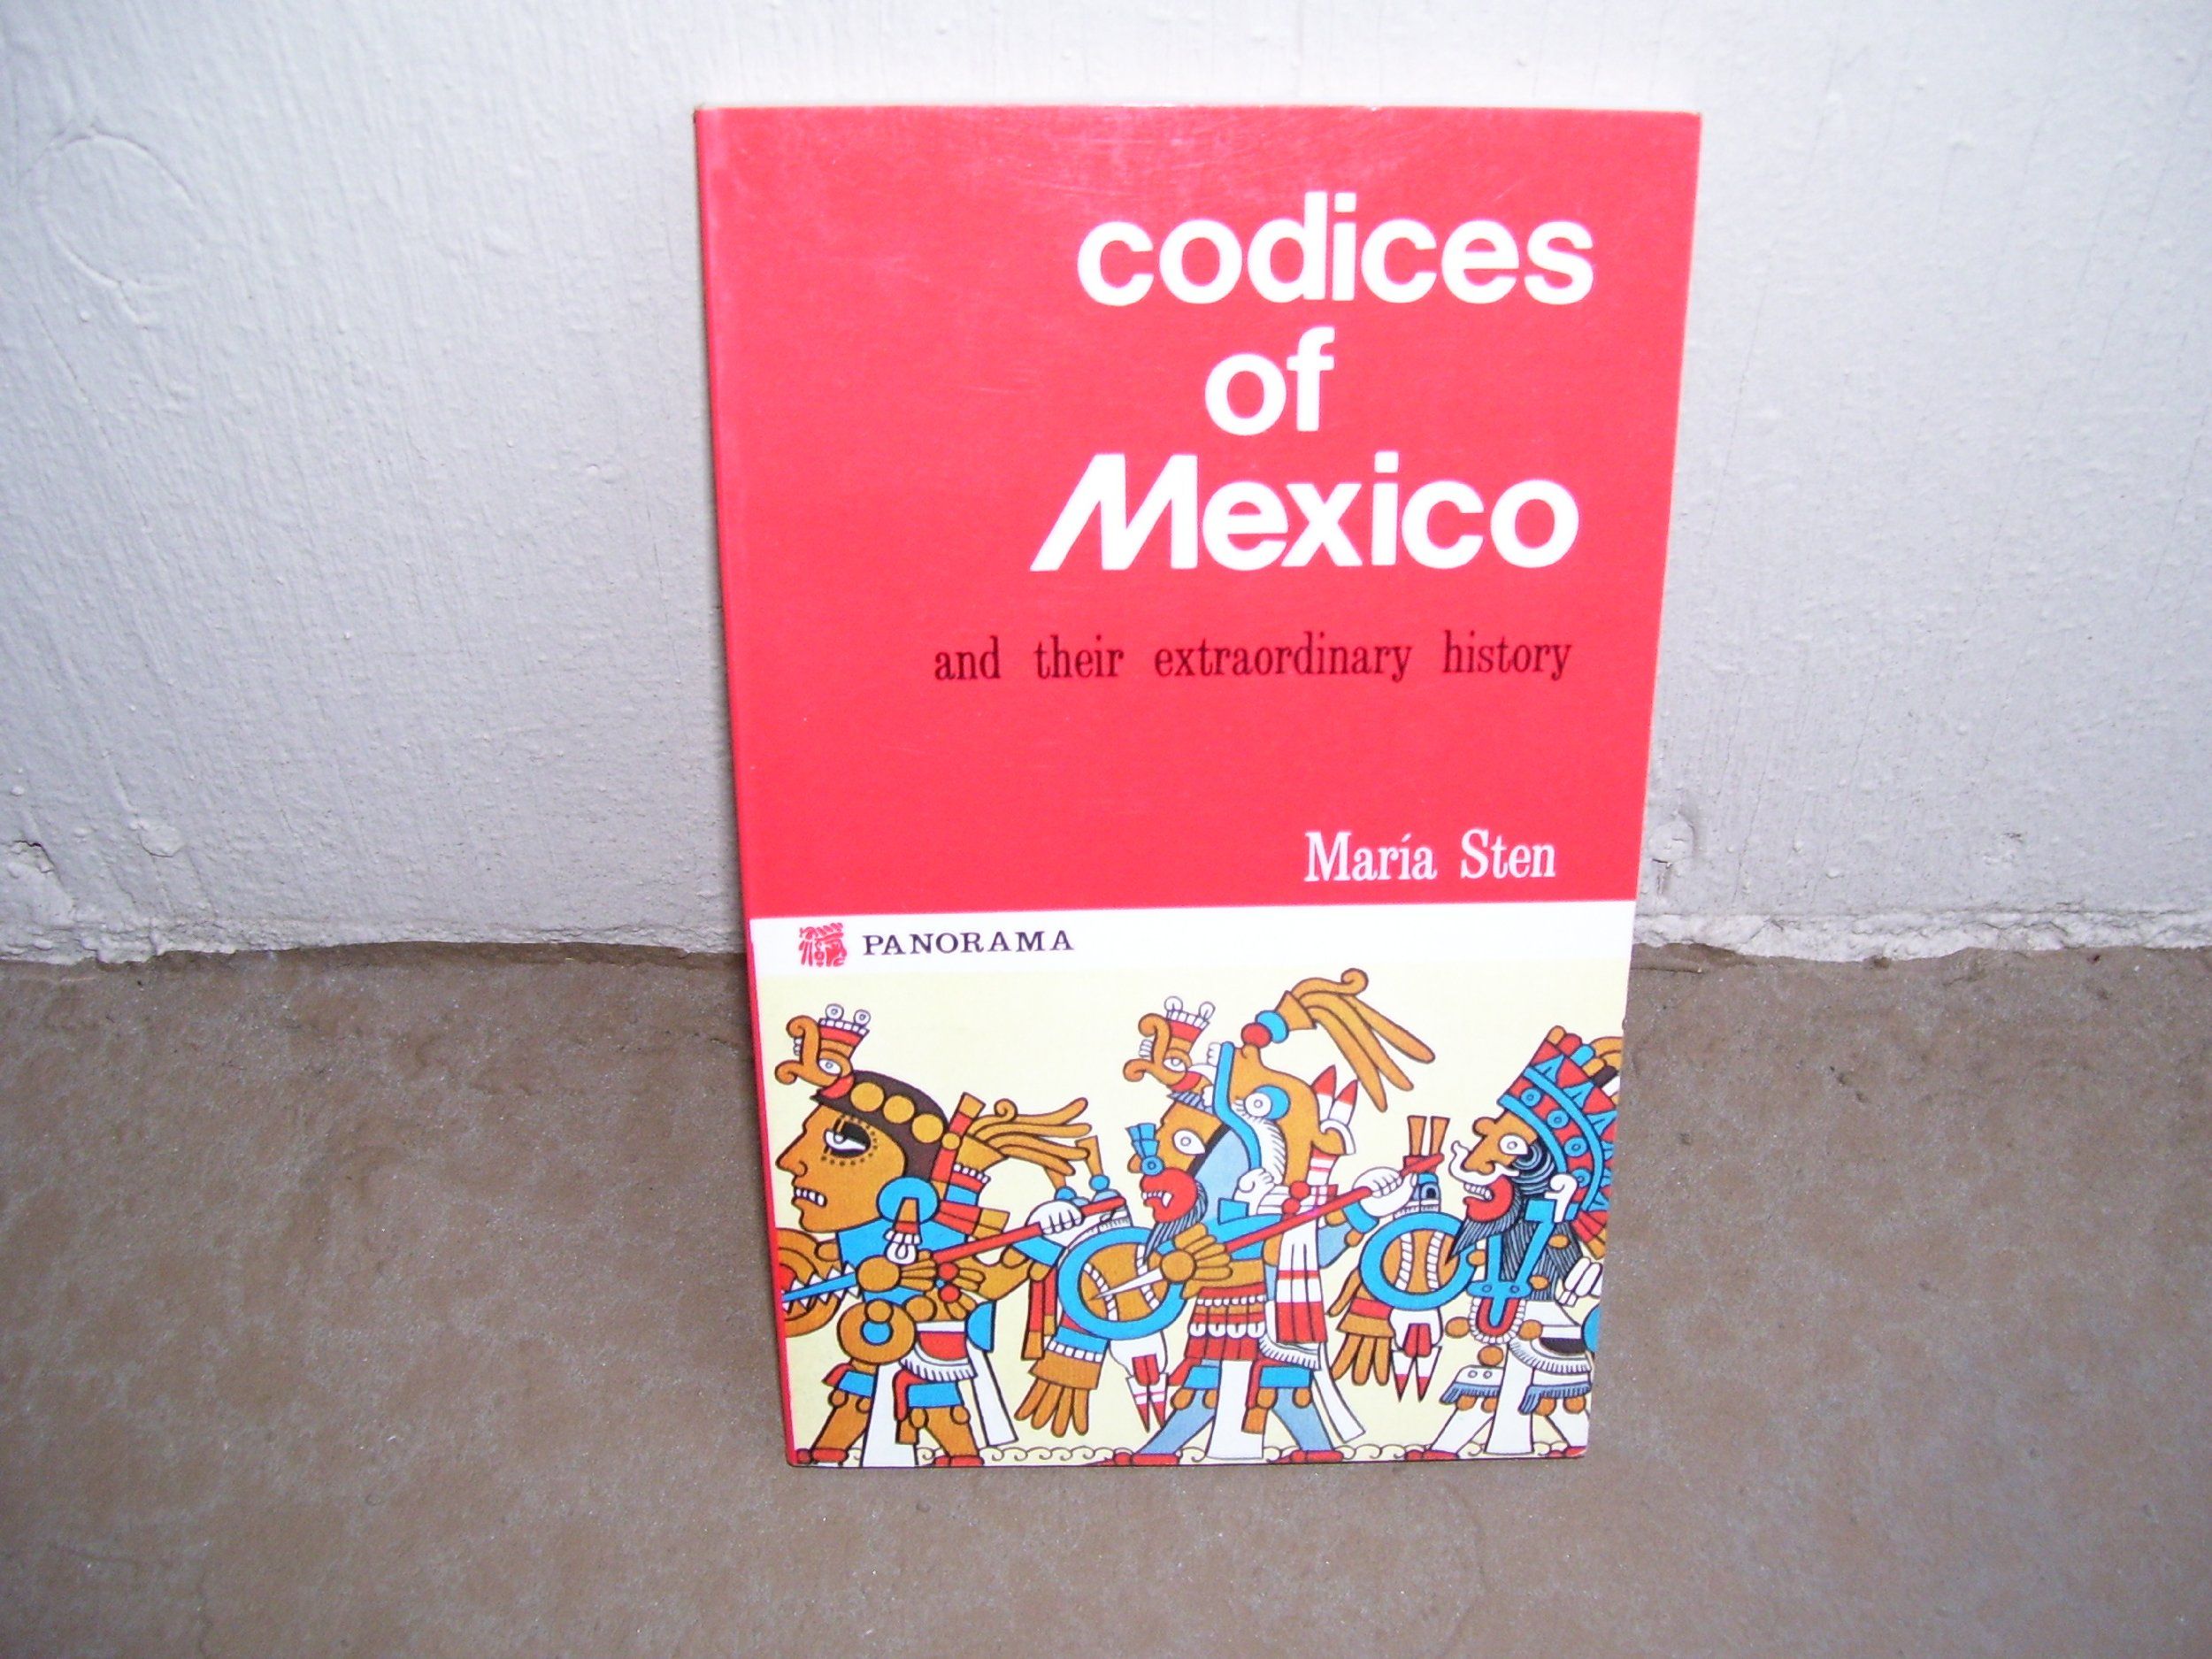 codices
of
Mexico
and their extraordinary history
María Sten
PANORAMA